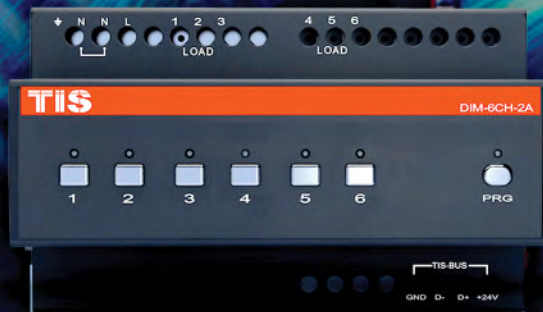 N N L 1 2 3 4 5 6
LOAD LOAD
TIS DIM-6CH-2A
1 2 3 4 5 6 PRG
TIS-BUS
GND D- D+ +24V